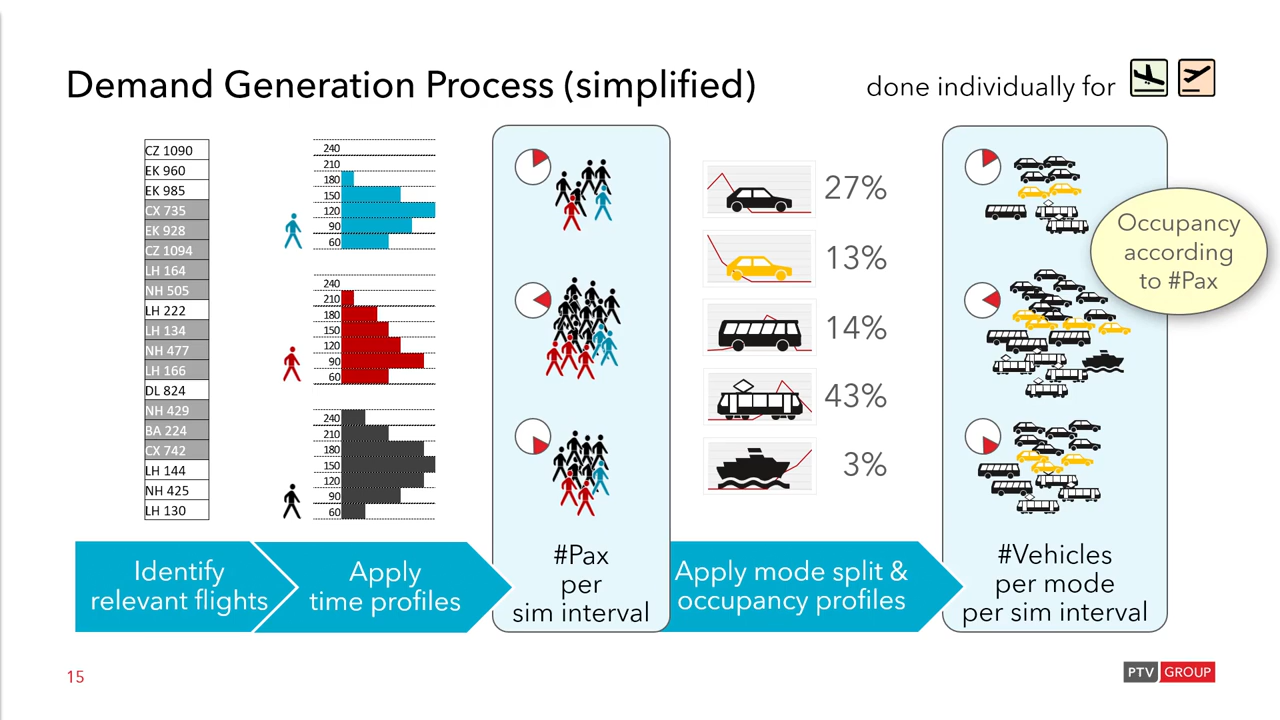 Demand Generation Process (simplified)
done individually for
CZ 1090
EK 960
EK 985
CX 735
EK 928
CZ 1094
LH 164
NH 505
LH 222
LH 134
NH 477
LH 166
DL 824
NH 429
BA 224
CX 742
LH 144
NH 425
LH 130
240
210
180
150
120
90
60
240
210
180
150
120
90
60
240
210
180
150
120
90
60
27%
13%
14%
43%
3%
Occupancy
according
to #Pax
Identify
relevant flights
Apply
time profiles
#Pax
per
sim interval
Apply mode split &
occupancy profiles
#Vehicles
per mode
per sim interval
15
PTV GROUP